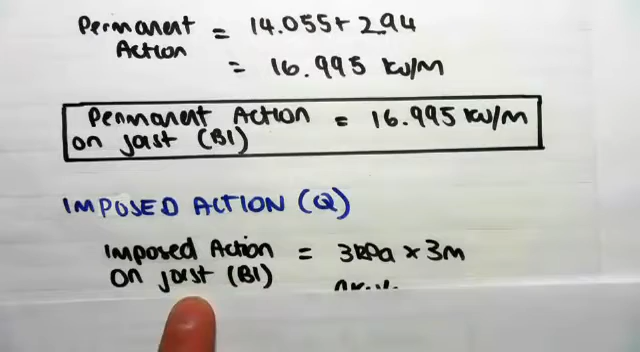 Permanent Action = 14.055 + 2.94
= 16.995 kN/m
Permanent Action on joist (B1) = 16.995 kN/m
IMPOSED ACTION (Q)
Imposed Action on joist (B1) = 3kPa x 3m